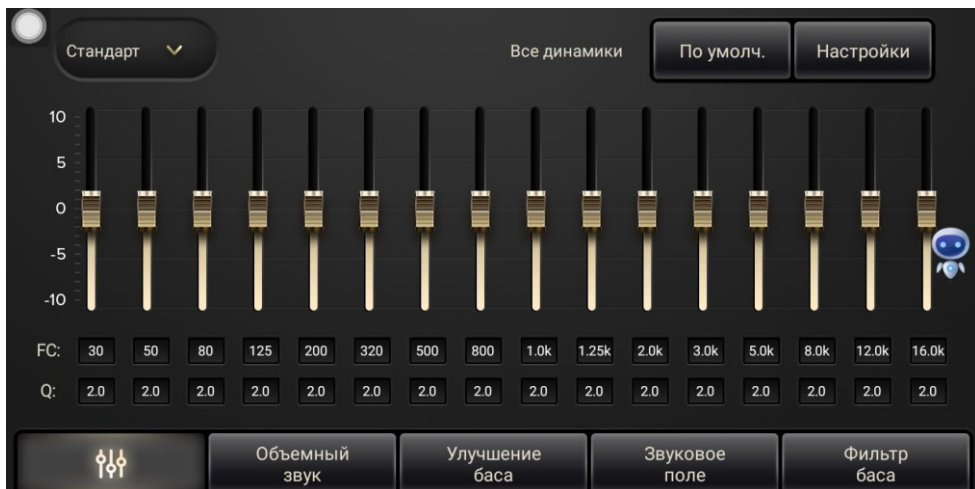 Стандарт
Все динамики
По умолч.
Настройки
10
5
0
-5
-10
FC: 30 50 80 125 200 320 500 800 1.0k 1.25k 2.0k 3.0k 5.0k 8.0k 12.0k 16.0k
Q: 2.0 2.0 2.0 2.0 2.0 2.0 2.0 2.0 2.0 2.0 2.0 2.0 2.0 2.0 2.0 2.0
Объемный
звук
Улучшение
баса
Звуковое
поле
Фильтр
баса